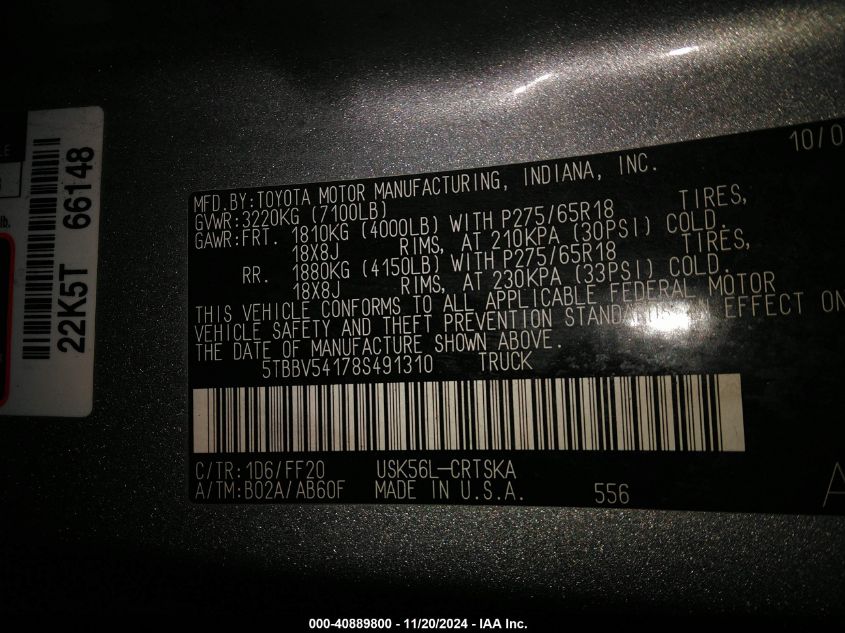 LE
lb.
22K5T 66148
10/0
MFD.BY:TOYOTA MOTOR MANUFACTURING, INDIANA, INC.
GVWR:3220KG (7100LB)
GAWR:FRT. 1810KG (4000LB) WITH P275/65R18 TIRES,
18X8J RIMS, AT 210KPA (30PSI) COLD.
RR. 1880KG (4150LB) WITH P275/65R18 TIRES,
18X8J RIMS, AT 230KPA (33PSI) COLD.
THIS VEHICLE CONFORMS TO ALL APPLICABLE FEDERAL MOTOR
VEHICLE SAFETY AND THEFT PREVENTION STANDARDS IN EFFECT ON
THE DATE OF MANUFACTURE SHOWN ABOVE.
5TBBV54178S491310 TRUCK
C/TR:1D6/FF20 USK56L-CRTSKA
A/TM:B02A/AB60F MADE IN U.S.A. 556
A
000-40889800 - 11/20/2024 - IAA Inc.